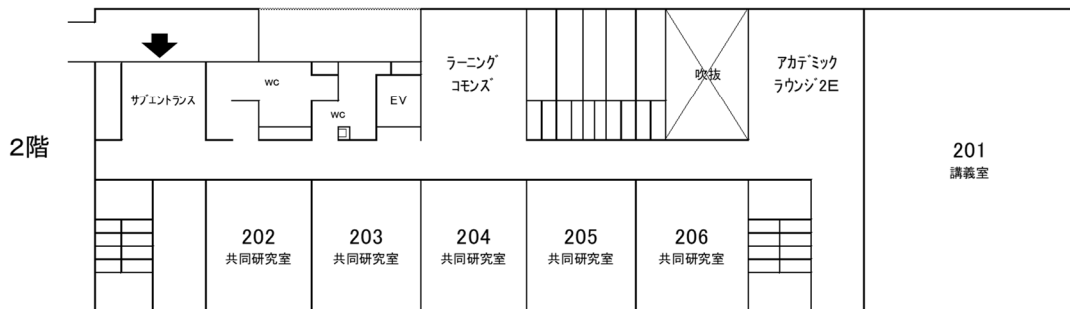 2階
サブエントランス
WC
WC
EV
ラーニング
コモンズ
吹抜
アカデミック
ラウンジ2E
201
講義室
202
共同研究室
203
共同研究室
204
共同研究室
205
共同研究室
206
共同研究室